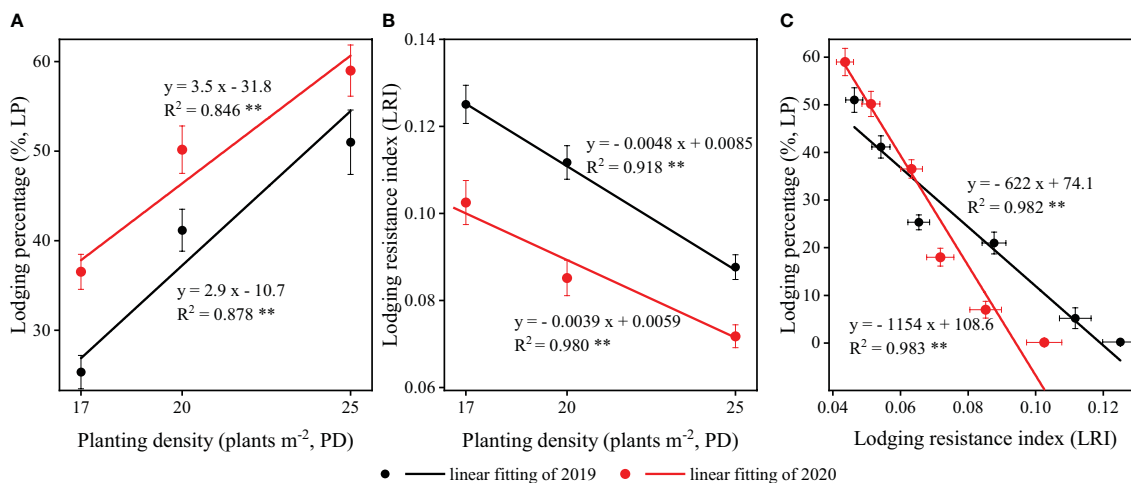 A
Lodging percentage (%, LP)
60
50
40
30
y = 3.5 x - 31.8
R² = 0.846 **
y = 2.9 x - 10.7
R² = 0.878 **
17
20
25
Planting density (plants m⁻², PD)
B
Lodging resistance index (LRI)
0.14
0.12
0.10
0.08
0.06
y = - 0.0048 x + 0.0085
R² = 0.918 **
y = - 0.0039 x + 0.0059
R² = 0.980 **
17
20
25
Planting density (plants m⁻², PD)
C
Lodging percentage (%, LP)
60
50
40
30
20
10
0
y = - 622 x + 74.1
R² = 0.982 **
y = - 1154 x + 108.6
R² = 0.983 **
0.04
0.06
0.08
0.10
0.12
Lodging resistance index (LRI)
linear fitting of 2019
linear fitting of 2020